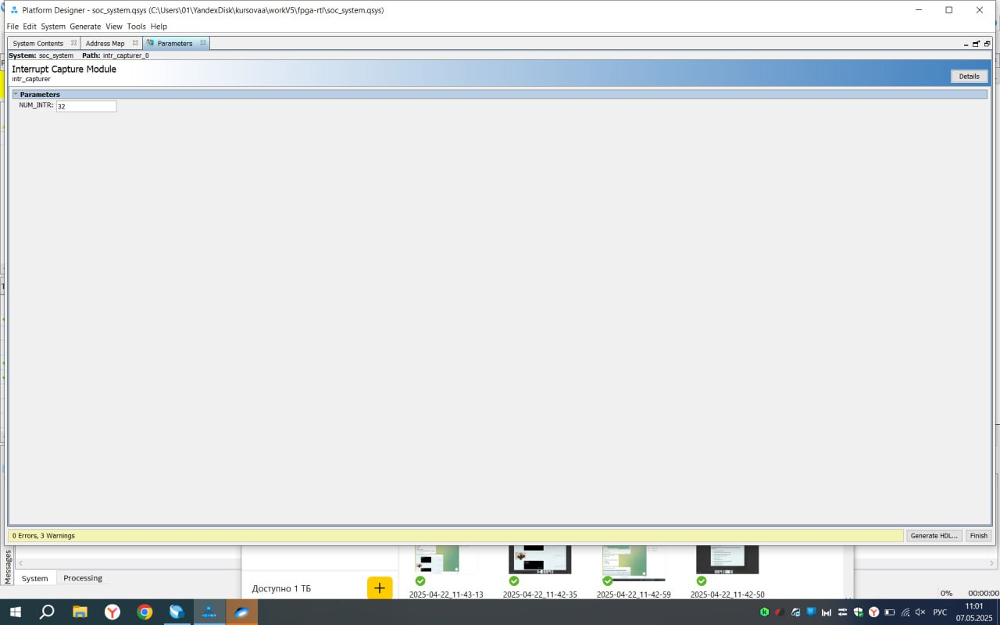 Platform Designer - soc_system.qsys (C:\Users\01\YandexDisk\kursovaa\workV5\fpga-rtl\soc_system.qsys)
File Edit System Generate View Tools Help
System Contents Address Map Parameters
System: soc_system Path: intr_capturer_0
Interrupt Capture Module
intr_capturer
Details
Parameters
NUM_INTR: 32
0 Errors, 3 Warnings
Generate HDL... Finish
Messages
System Processing
Доступно 1 ТБ
2025-04-22_11-43-13 2025-04-22_11-42-35 2025-04-22_11-42-59 2025-04-22_11-42-50
0% 00:00:00
РУС
11:01
07.05.2025